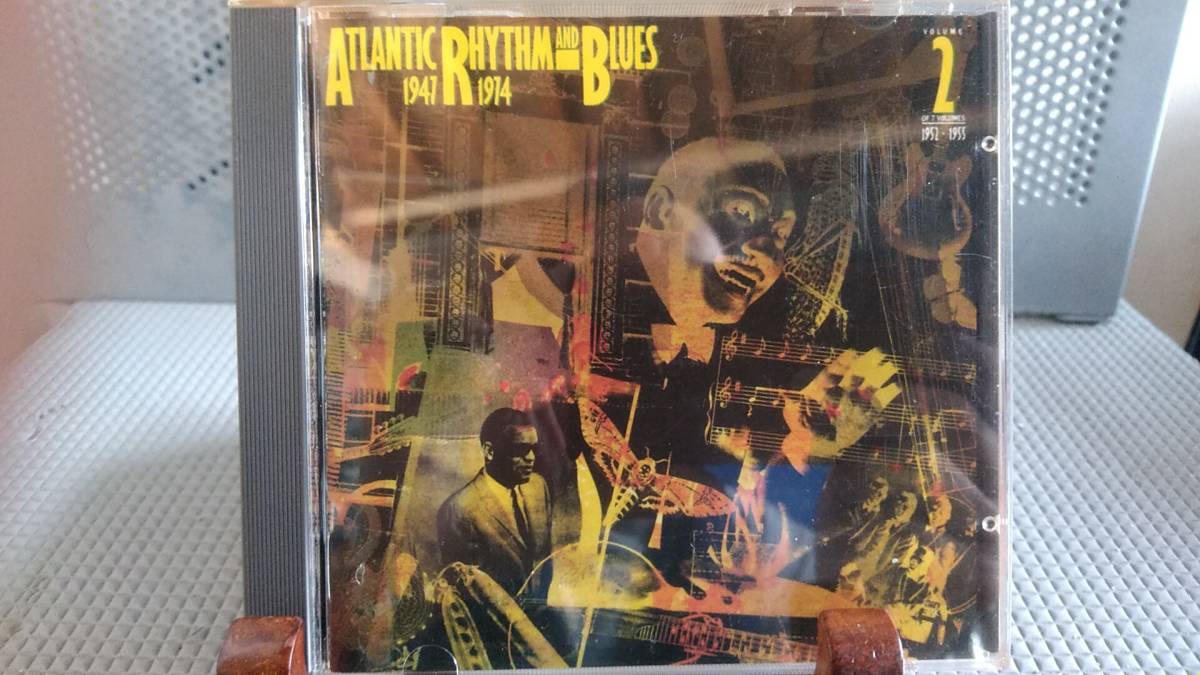 ATLANTIC RHYTHM AND BLUES
1947 1974
VOLUME
2
OF 7 VOLUMES
1952 - 1955